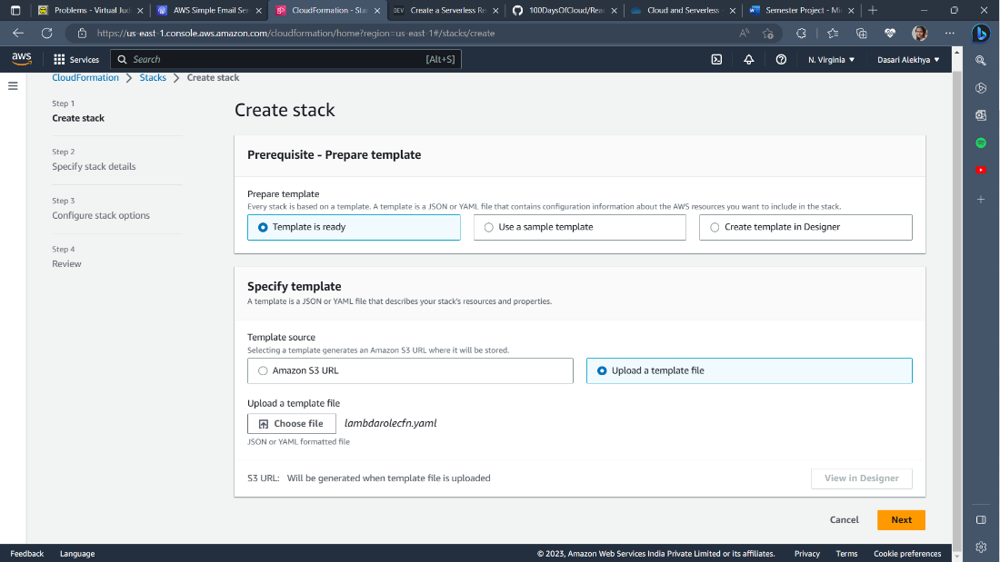 Problems - Virtual Jud
AWS Simple Email Ser
CloudFormation - Sta
DEV Create a Serverless Re
100DaysOfCloud/Rea
Cloud and Serverless
Semester Project - Mi
https://us-east-1.console.aws.amazon.com/cloudformation/home?region=us-east-1#/stacks/create
aws Services Search [Alt+S] N. Virginia Dasari Alekhya
CloudFormation Stacks Create stack
Step 1
Create stack
Step 2
Specify stack details
Step 3
Configure stack options
Step 4
Review
Create stack
Prerequisite - Prepare template
Prepare template
Every stack is based on a template. A template is a JSON or YAML file that contains configuration information about the AWS resources you want to include in the stack.
Template is ready Use a sample template Create template in Designer
Specify template
A template is a JSON or YAML file that describes your stack's resources and properties.
Template source
Selecting a template generates an Amazon S3 URL where it will be stored.
Amazon S3 URL Upload a template file
Upload a template file
Choose file lambdarolecfn.yaml
JSON or YAML formatted file
S3 URL: Will be generated when template file is uploaded View in Designer
Cancel Next
Feedback Language © 2023, Amazon Web Services India Private Limited or its affiliates. Privacy Terms Cookie preferences